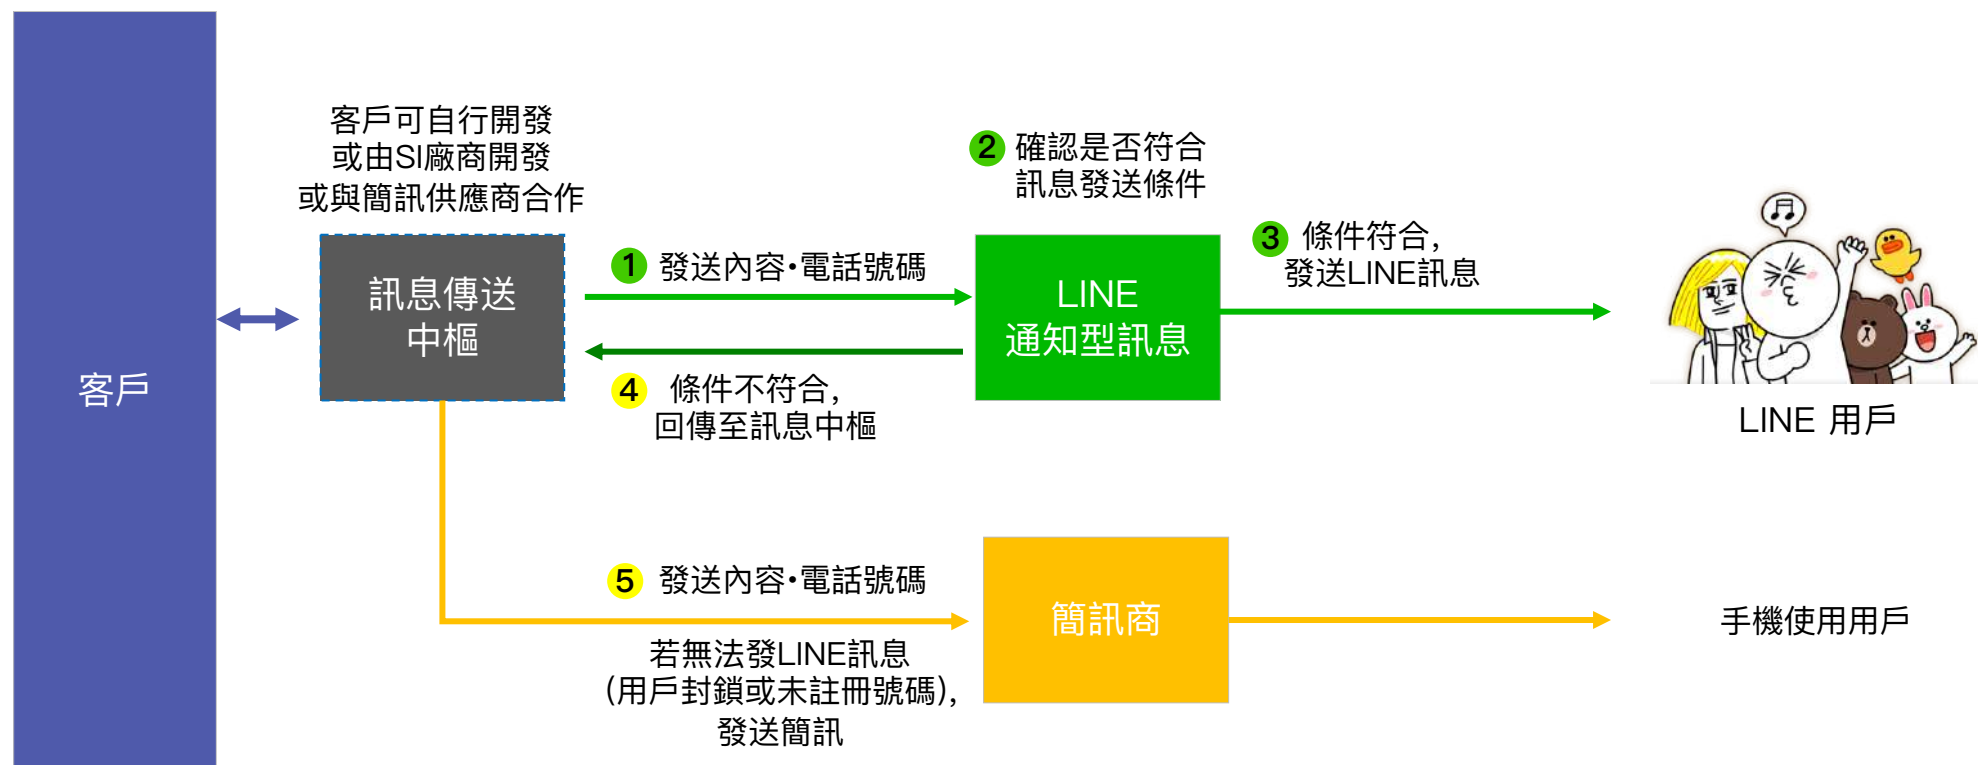 客戶
客戶可自行開發
或由SI廠商開發
或與簡訊供應商合作
訊息傳送
中樞
1 發送內容•電話號碼
2 確認是否符合
訊息發送條件
LINE
通知型訊息
3 條件符合,
發送LINE訊息
4 條件不符合,
回傳至訊息中樞
LINE 用戶
5 發送內容•電話號碼
若無法發LINE訊息
(用戶封鎖或未註冊號碼),
發送簡訊
簡訊商
手機使用用戶